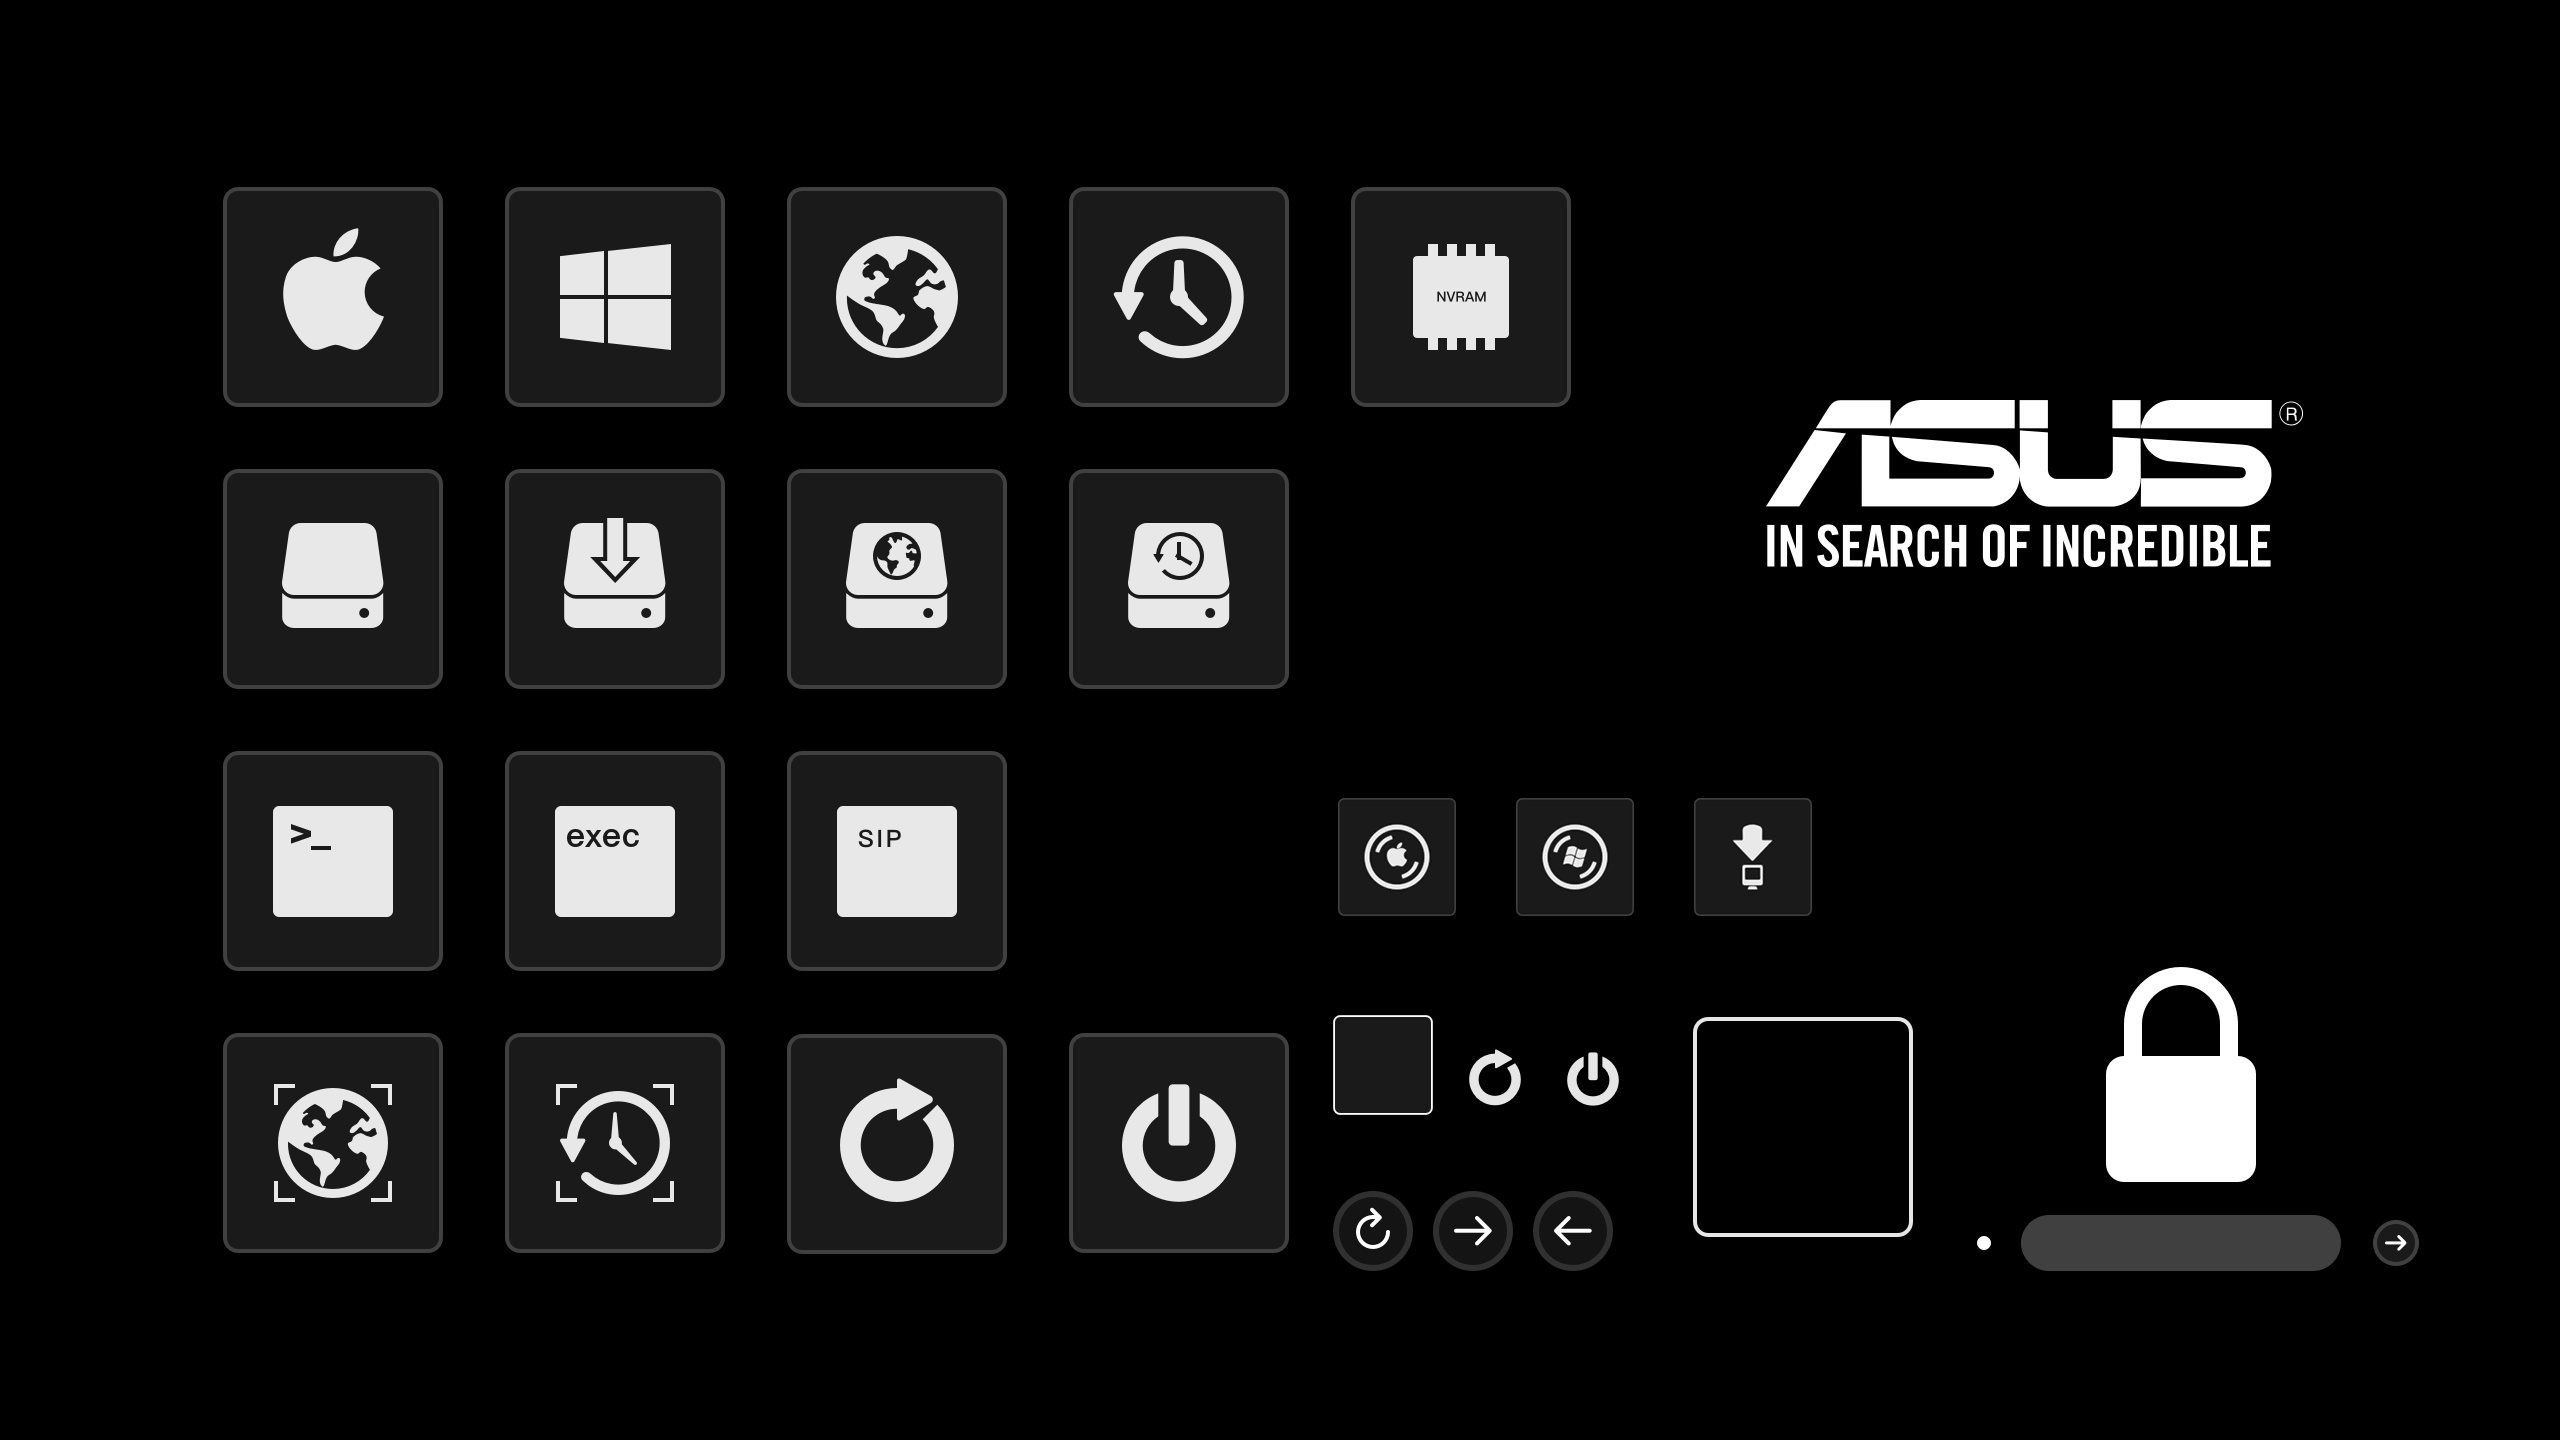 NVRAM
ASUS®
IN SEARCH OF INCREDIBLE
>_
exec
SIP